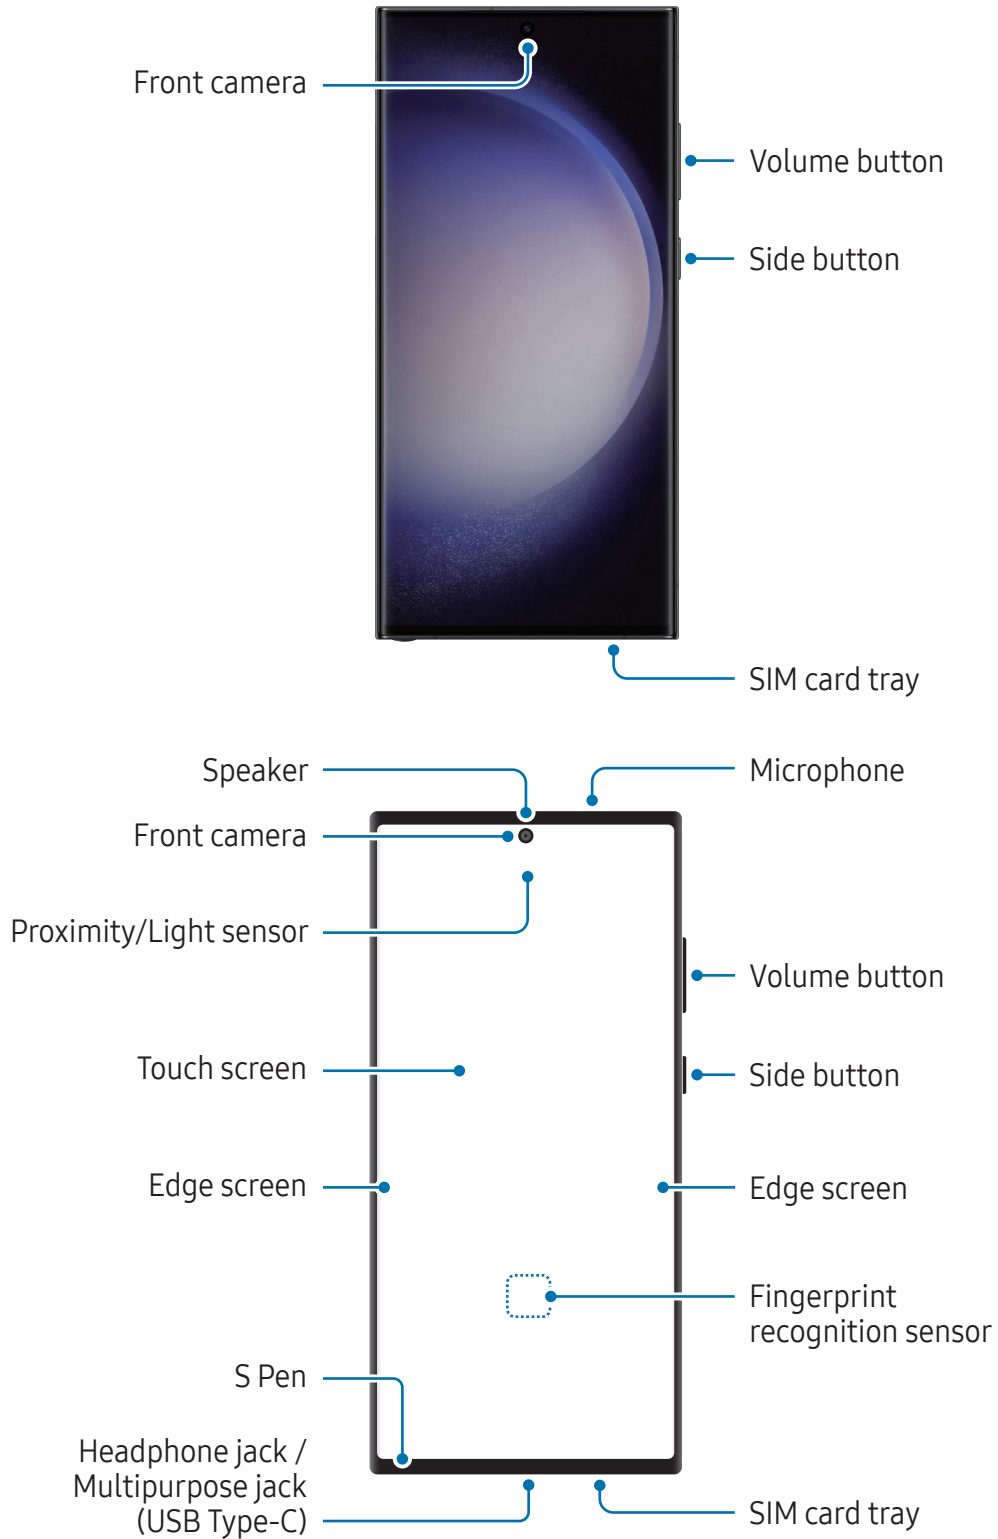 Front camera
Volume button
Side button
SIM card tray
Speaker
Microphone
Front camera
Proximity/Light sensor
Volume button
Touch screen
Side button
Edge screen
Edge screen
Fingerprint
recognition sensor
S Pen
Headphone jack /
Multipurpose jack
(USB Type-C)
SIM card tray